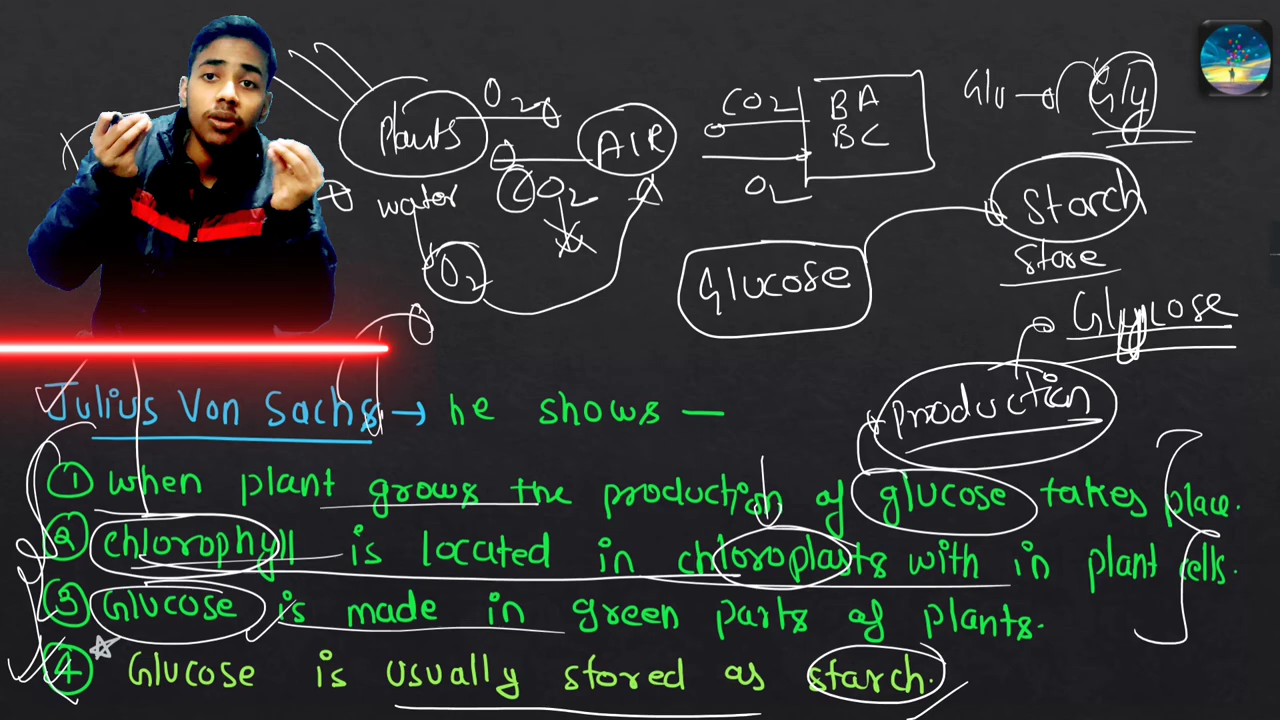 Plants
O2
AIR
CO2
BA
BC
Glu → Gly
water
CO2
O2
Starch
O2
Glucose
Store
Glycose
Production
Julius Von Sachs → he shows —
① when plant grows the production of glucose takes place.
② chlorophyll is located in chloroplasts with in plant cells.
③ Glucose is made in green parts of plants.
④ Glucose is usually stored as starch.